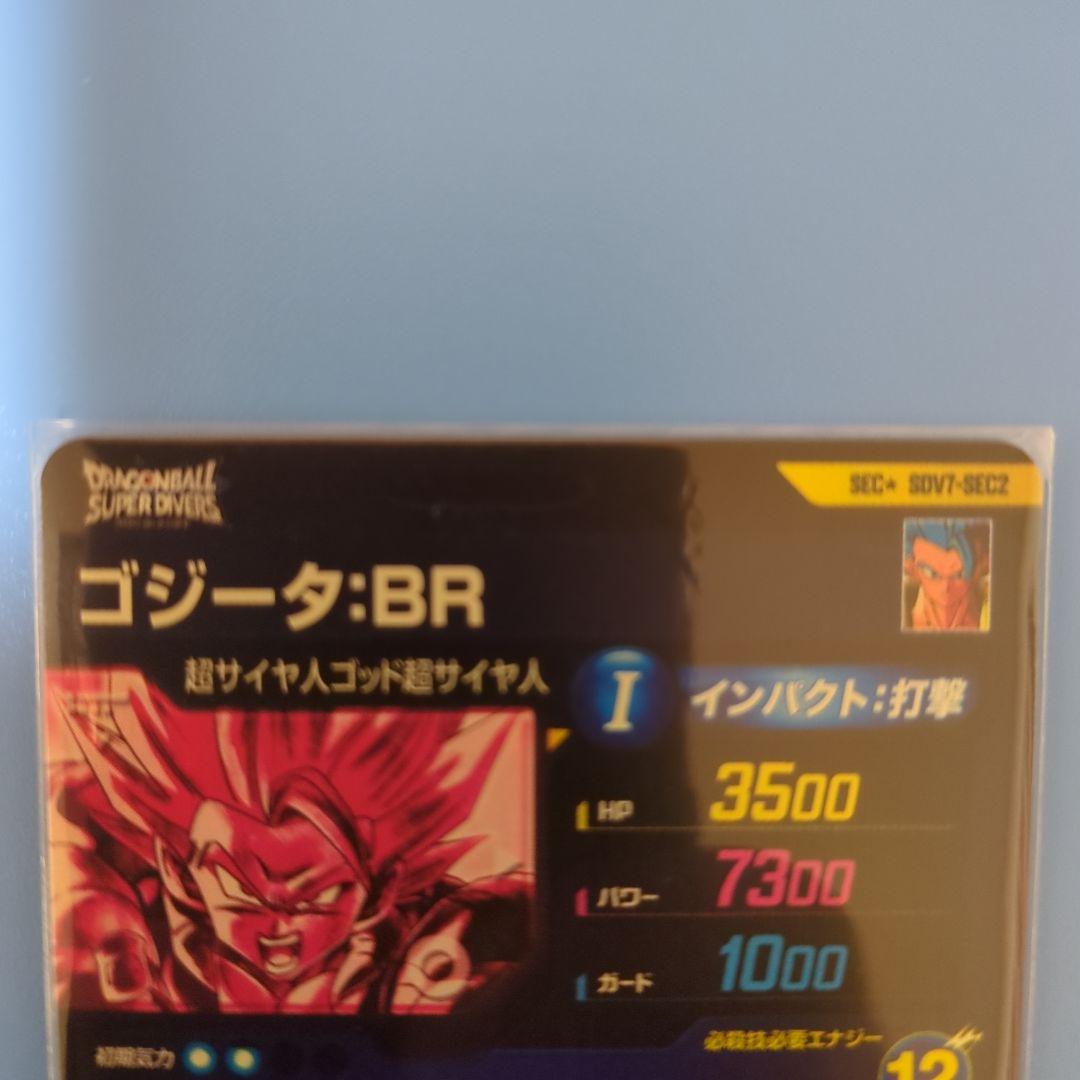 DRAGONBALL
SUPER DIVERS
SEC★ SDV7-SEC2
ゴジータ:BR
超サイヤ人ゴッド超サイヤ人
I
インパクト:打撃
HP 3500
パワー 7300
ガード 1000
初期気力
必殺技必要エナジー
12